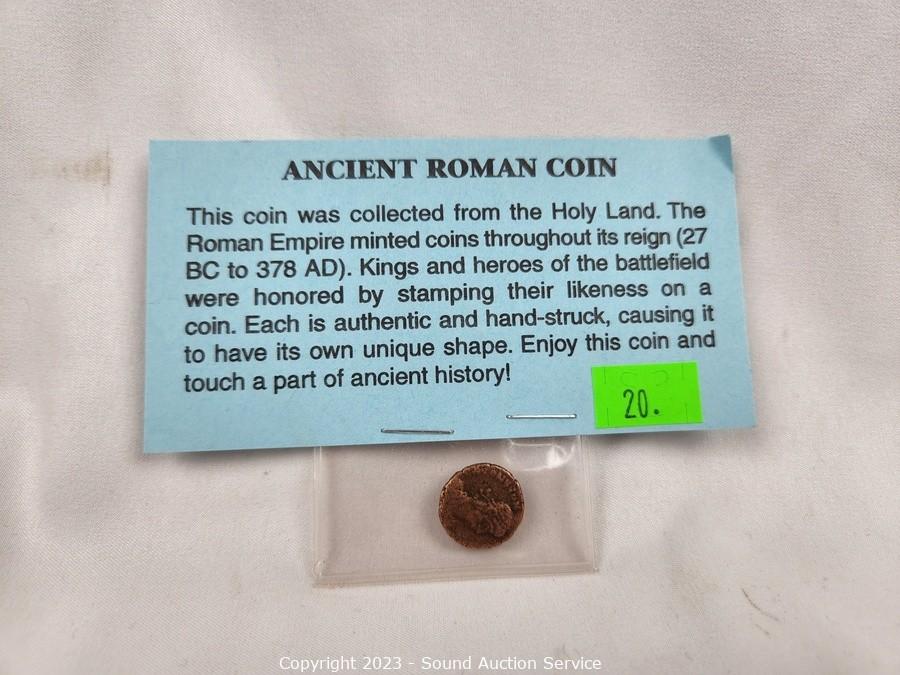 ANCIENT ROMAN COIN
This coin was collected from the Holy Land. The
Roman Empire minted coins throughout its reign (27
BC to 378 AD). Kings and heroes of the battlefield
were honored by stamping their likeness on a
coin. Each is authentic and hand-struck, causing it
to have its own unique shape. Enjoy this coin and
touch a part of ancient history!
20.
Copyright 2023 - Sound Auction Service